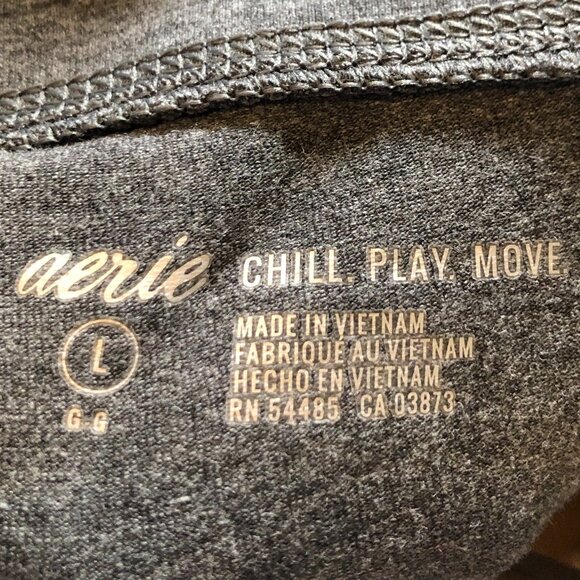 aerie CHILL. PLAY. MOVE.
L
G-G
MADE IN VIETNAM
FABRIQUÉ AU VIETNAM
HECHO EN VIETNAM
RN 54485 CA 03873